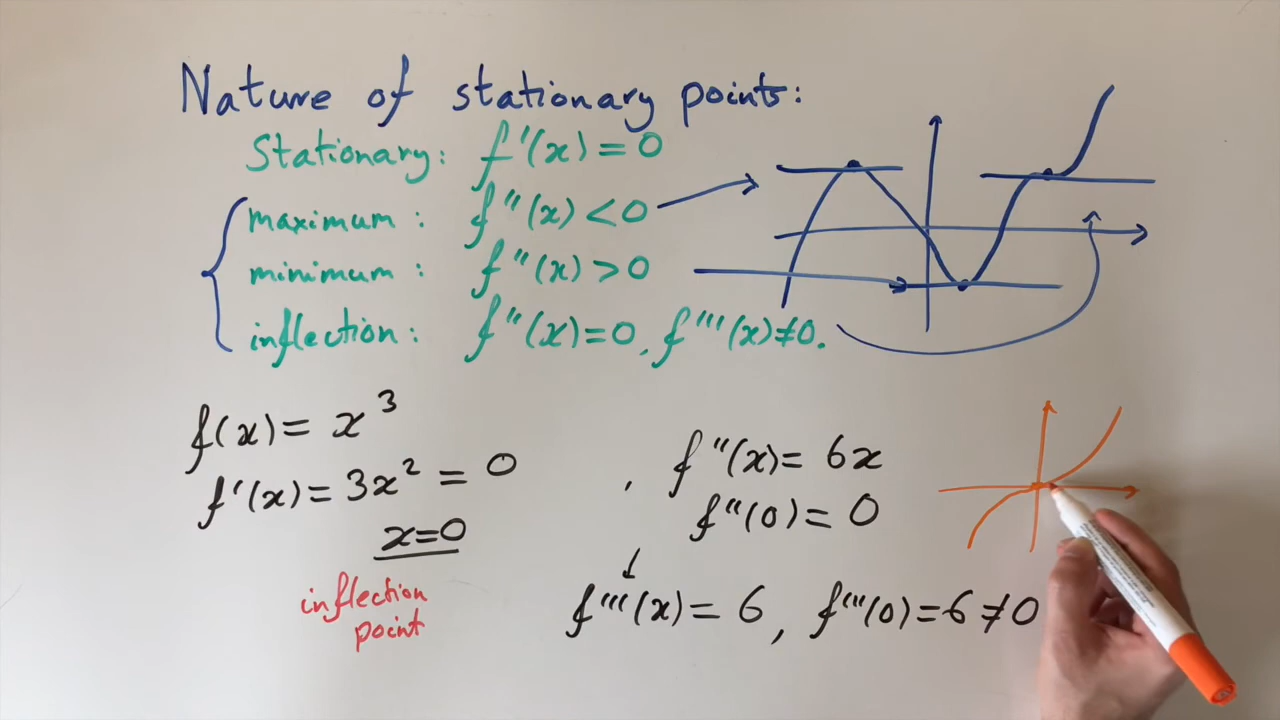 Nature of stationary points:
Stationary: f'(x) = 0
maximum: f''(x) < 0
minimum: f''(x) > 0
inflection: f''(x) = 0, f'''(x) ≠ 0.
f(x) = x³
f'(x) = 3x² = 0
x = 0
inflection
point
, f''(x) = 6x
f''(0) = 0
f'''(x) = 6, f'''(0) = 6 ≠ 0